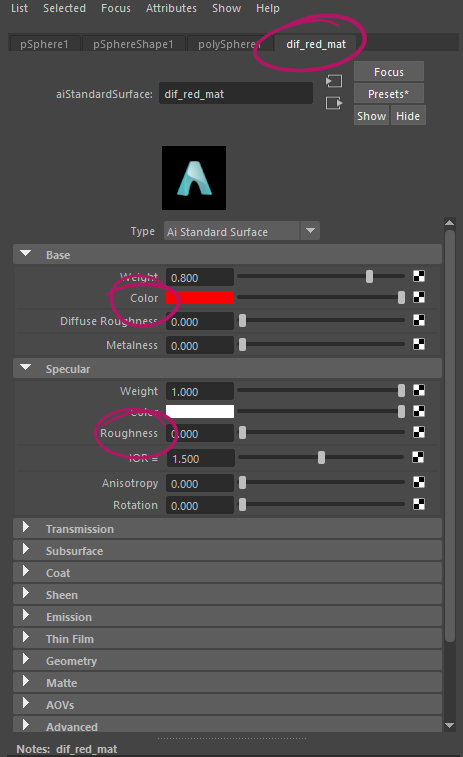 List Selected Focus Attributes Show Help
pSphere1 pSphereShape1 polySphere1 dif_red_mat
Focus
aiStandardSurface: dif_red_mat Presets*
Show Hide
Type Ai Standard Surface
Base
Weight 0.800
Color
Diffuse Roughness 0.000
Metalness 0.000
Specular
Weight 1.000
Color
Roughness 0.000
IOR = 1.500
Anisotropy 0.000
Rotation 0.000
Transmission
Subsurface
Coat
Sheen
Emission
Thin Film
Geometry
Matte
AOVs
Advanced
Notes: dif_red_mat